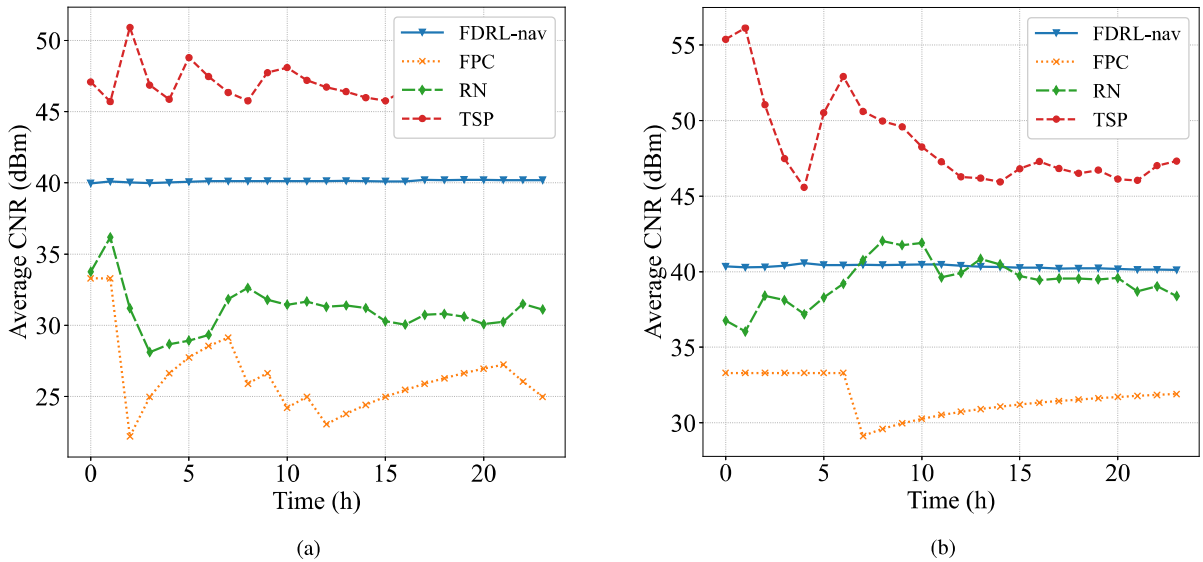 50
45
40
35
30
25
Average CNR (dBm)
0
5
10
15
20
Time (h)
FDRL-nav
FPC
RN
TSP
(a)
55
50
45
40
35
30
Average CNR (dBm)
0
5
10
15
20
Time (h)
FDRL-nav
FPC
RN
TSP
(b)